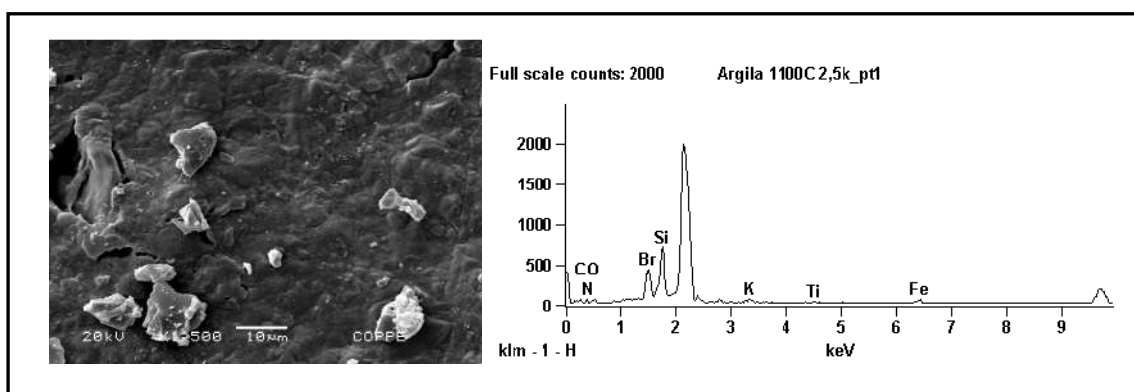 20kV X1,500 10µm COPPE
Full scale counts: 2000 Argila 1100C 2,5k_pt1
2000
1500
1000
500
0
CO
N
Br
Si
K
Ti
Fe
0 1 2 3 4 5 6 7 8 9
klm - 1 - H keV